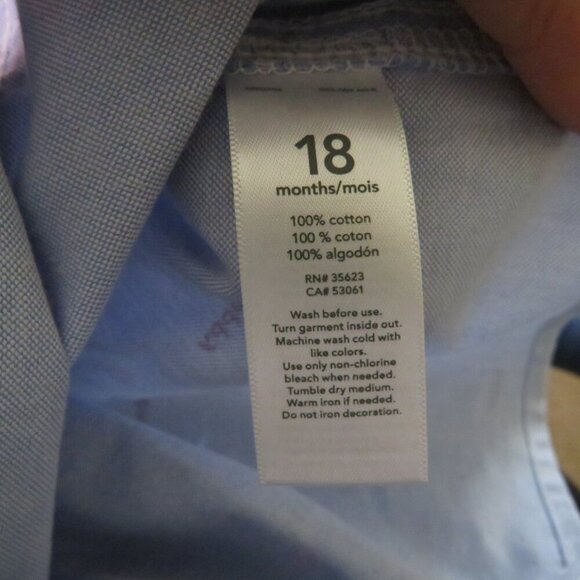 18
months/mois
100% cotton
100 % coton
100% algodón
RN# 35623
CA# 53061
Wash before use.
Turn garment inside out.
Machine wash cold with
like colors.
Use only non-chlorine
bleach when needed.
Tumble dry medium.
Warm iron if needed.
Do not iron decoration.